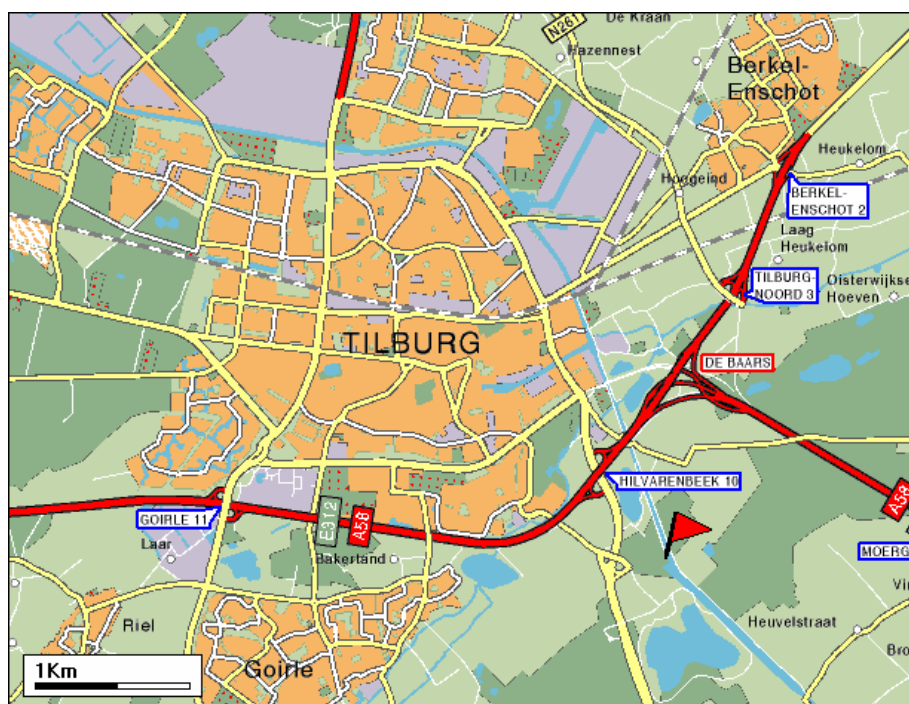 De Kraan
N261
Hazennest
Berkel-
Enschot
Heukelom
Hoogeind
BERKEL-
ENSCHOT 2
Laag
Heukelom
TILBURG-
NOORD 3
Oisterwijkse
Hoeven
TILBURG
DE BAARS
HILVARENBEEK 10
A58
GOIRLE 11
E312
A58
Laar
Bakertand
MOERG
Riel
Heuvelstraat
Goirle
1Km